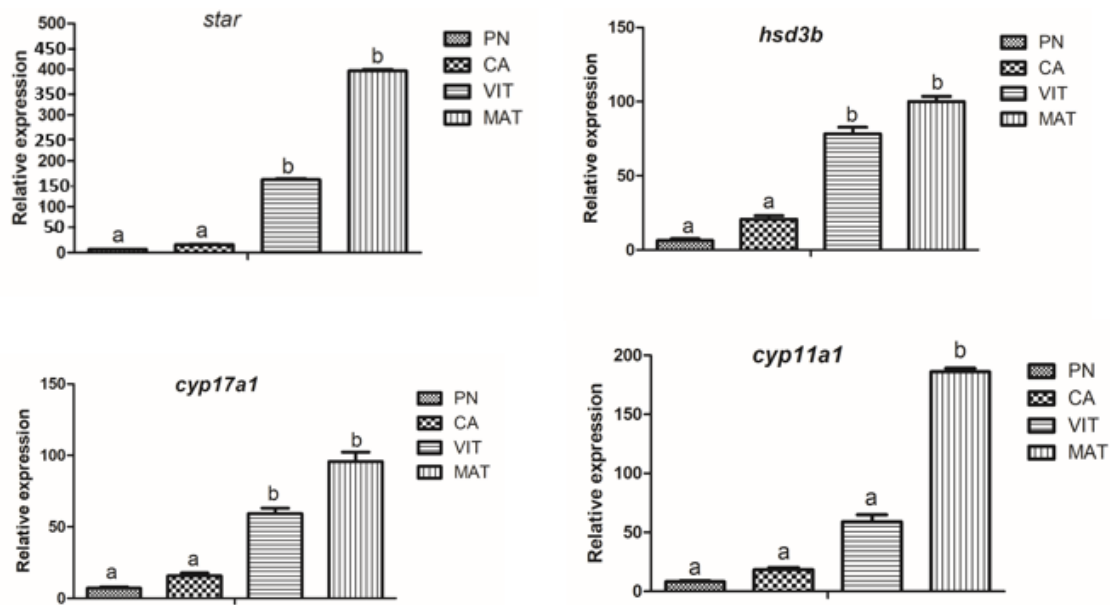 star
Relative expression
500
450
400
350
300
250
200
150
100
50
0
a
a
b
b
PN
CA
VIT
MAT
hsd3b
Relative expression
150
100
50
0
a
a
b
b
PN
CA
VIT
MAT
cyp17a1
Relative expression
150
100
50
0
a
a
b
b
PN
CA
VIT
MAT
cyp11a1
Relative expression
200
150
100
50
0
a
a
a
b
PN
CA
VIT
MAT